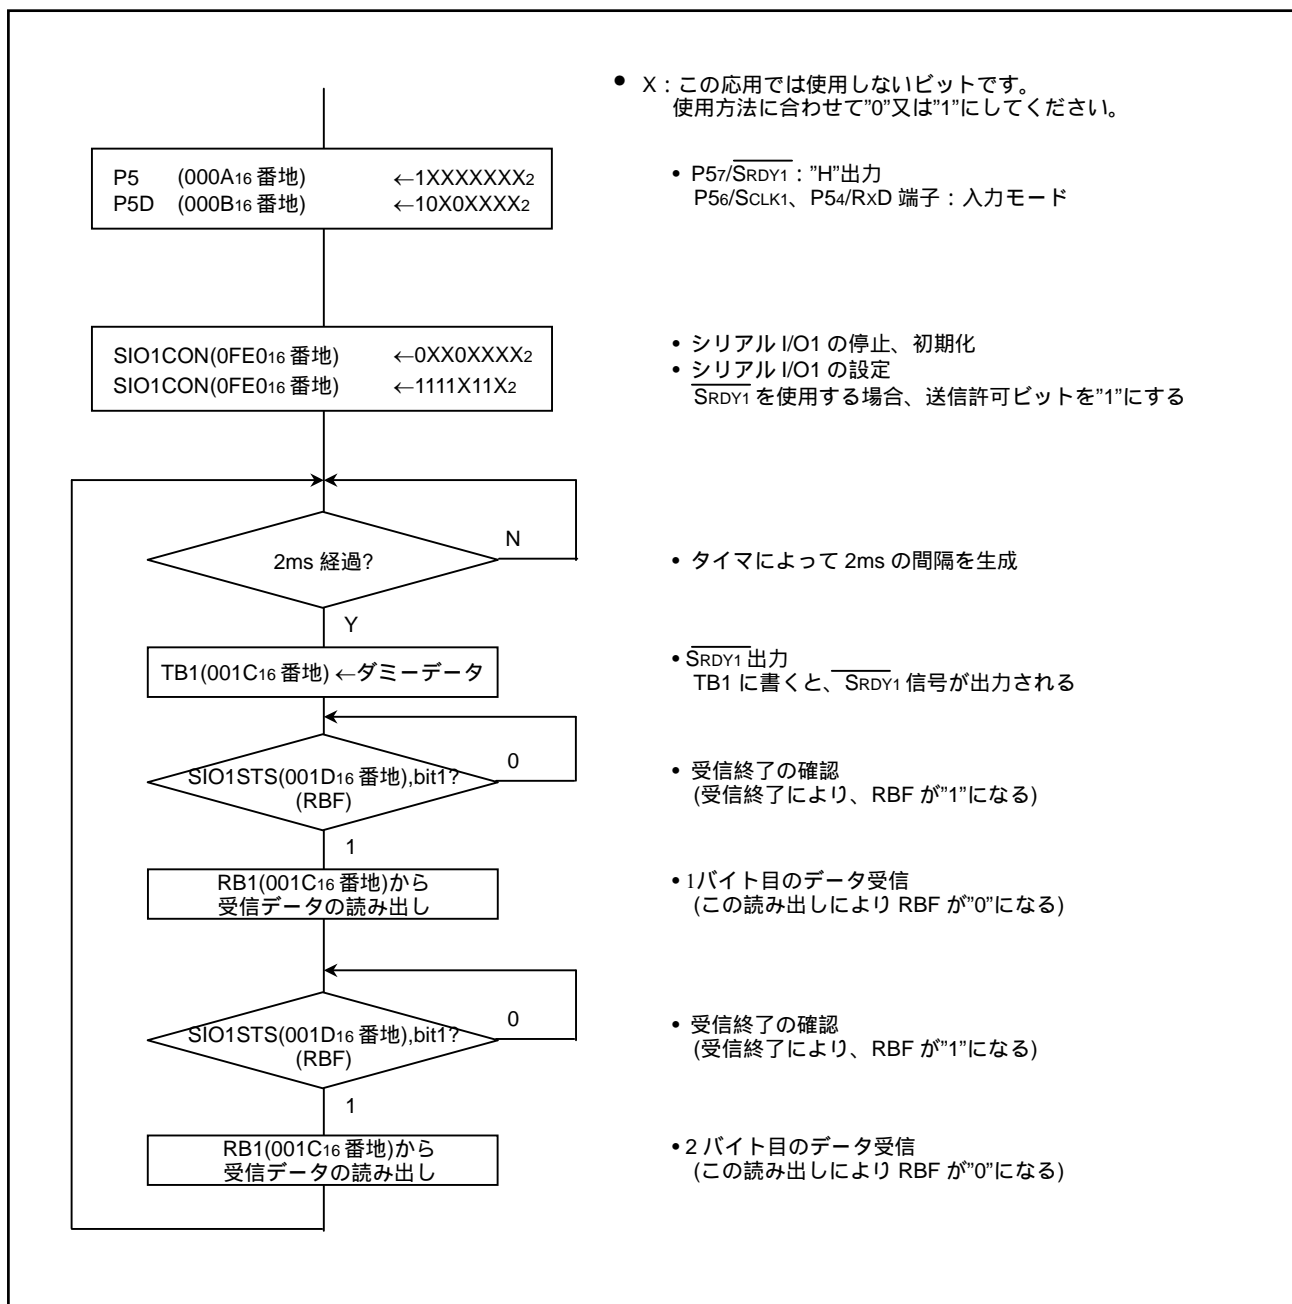 ● X：この応用では使用しないビットです。
使用方法に合わせて”0”又は”1”にしてください。
P5 (000A16 番地) ←1XXXXXXX2
P5D (000B16 番地) ←10X0XXXX2
• P57/SRDY1：”H”出力
P56/SCLK1、P54/RXD 端子：入力モード
SIO1CON(0FE016 番地) ←0XX0XXXX2
SIO1CON(0FE016 番地) ←1111X11X2
• シリアル I/O1 の停止、初期化
• シリアル I/O1 の設定
SRDY1 を使用する場合、送信許可ビットを”1”にする
2ms 経過?
N
• タイマによって 2ms の間隔を生成
Y
TB1(001C16 番地) ←ダミーデータ
• SRDY1 出力
TB1 に書くと、SRDY1 信号が出力される
SIO1STS(001D16 番地),bit1?
(RBF)
0
• 受信終了の確認
(受信終了により、RBF が”1”になる)
1
RB1(001C16 番地)から
受信データの読み出し
• 1バイト目のデータ受信
(この読み出しにより RBF が”0”になる)
SIO1STS(001D16 番地),bit1?
(RBF)
0
• 受信終了の確認
(受信終了により、RBF が”1”になる)
1
RB1(001C16 番地)から
受信データの読み出し
• 2 バイト目のデータ受信
(この読み出しにより RBF が”0”になる)